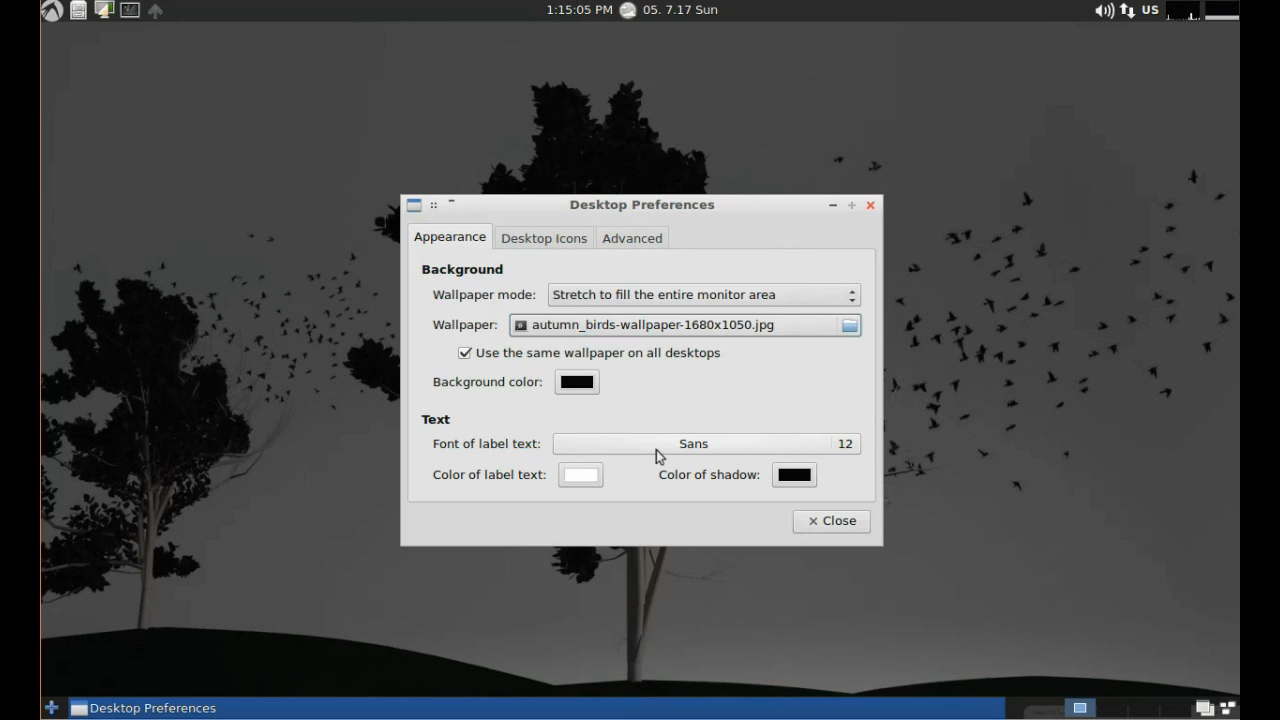 1:15:05 PM 05. 7.17 Sun US
Desktop Preferences
Appearance Desktop Icons Advanced
Background
Wallpaper mode: Stretch to fill the entire monitor area
Wallpaper: autumn_birds-wallpaper-1680x1050.jpg
Use the same wallpaper on all desktops
Background color:
Text
Font of label text: Sans 12
Color of label text: Color of shadow:
Close
Desktop Preferences